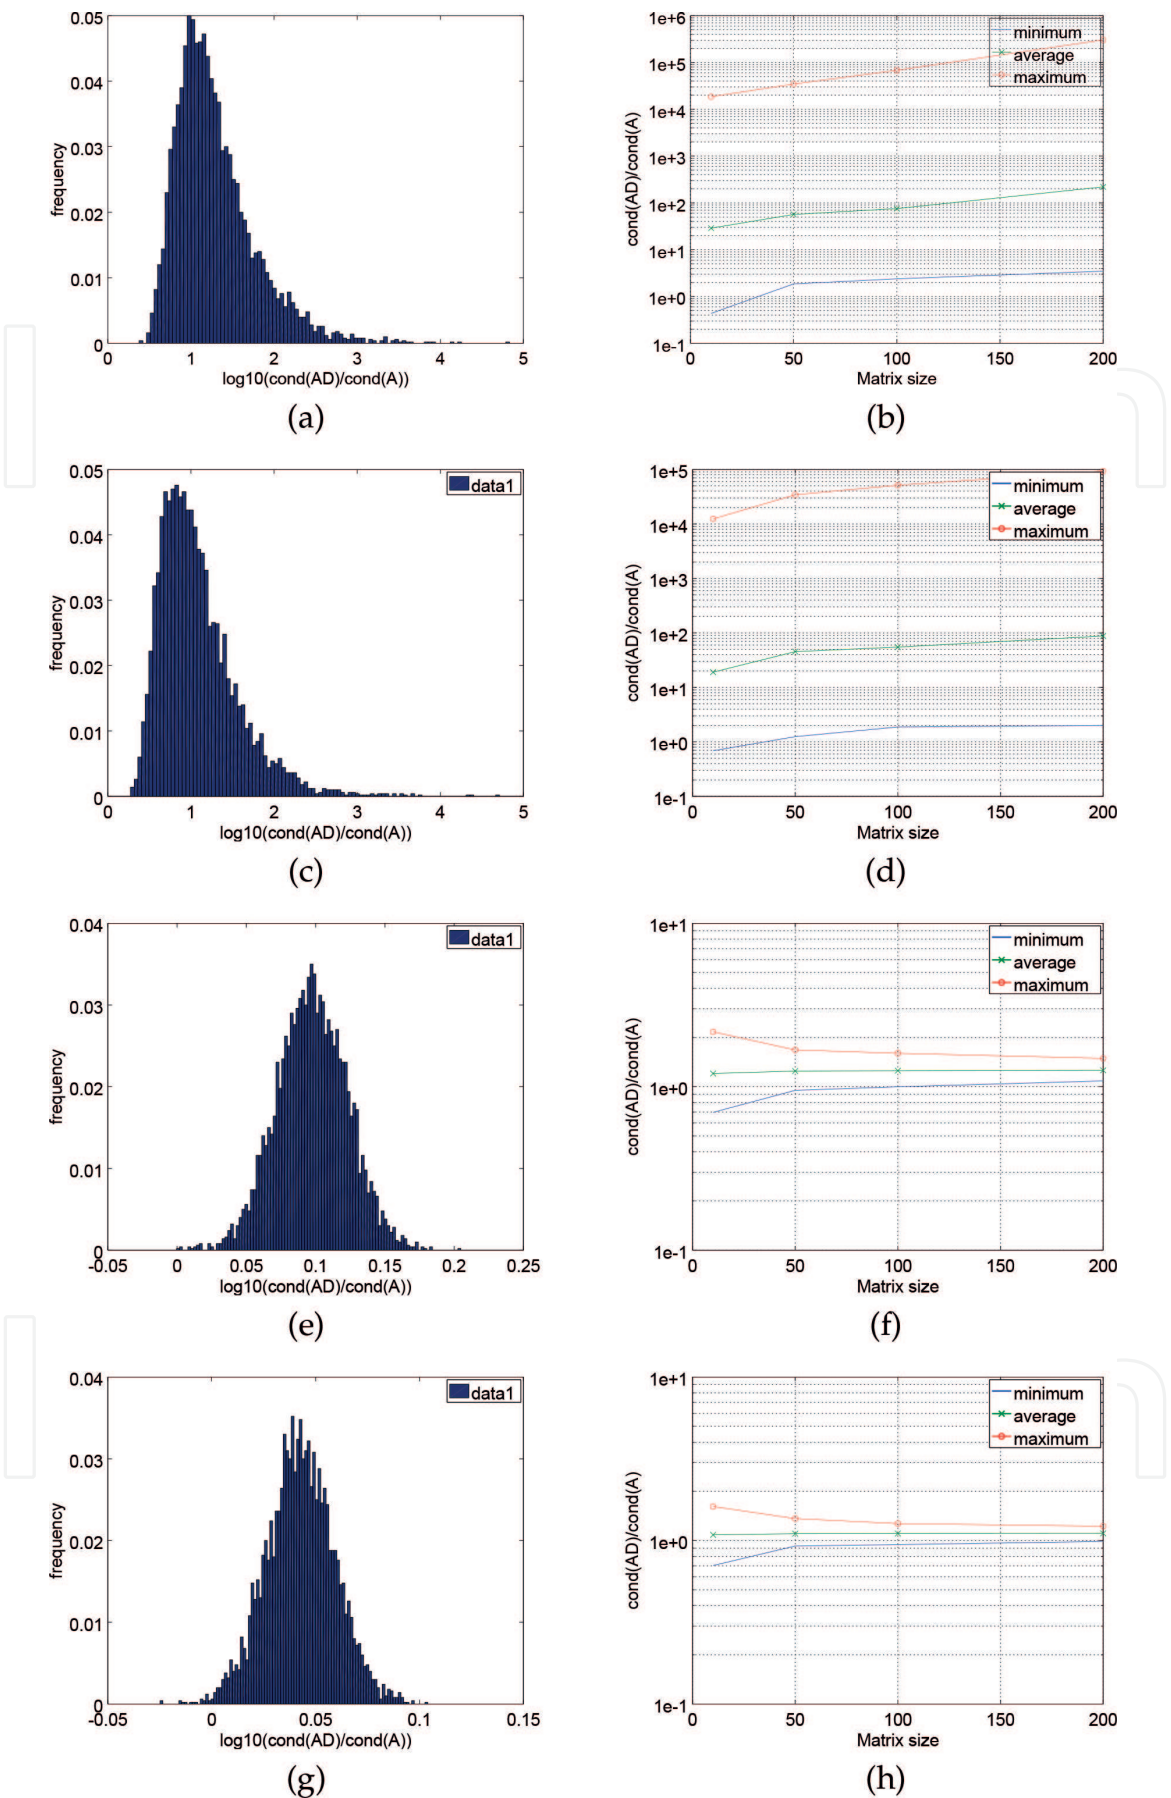 0.05
0.04
0.03
0.02
0.01
0
frequency
0 1 2 3 4 5
log10(cond(AD)/cond(A))
(a)
1e+6
1e+5
1e+4
1e+3
1e+2
1e+1
1e+0
1e-1
cond(AD)/cond(A)
minimum
average
maximum
0 50 100 150 200
Matrix size
(b)
0.05
0.04
0.03
0.02
0.01
0
frequency
data1
0 1 2 3 4 5
log10(cond(AD)/cond(A))
(c)
1e+5
1e+4
1e+3
1e+2
1e+1
1e+0
1e-1
cond(AD)/cond(A)
minimum
average
maximum
0 50 100 150 200
Matrix size
(d)
0.04
0.03
0.02
0.01
0
frequency
data1
-0.05 0 0.05 0.1 0.15 0.2 0.25
log10(cond(AD)/cond(A))
(e)
1e+1
1e+0
1e-1
cond(AD)/cond(A)
minimum
average
maximum
0 50 100 150 200
Matrix size
(f)
0.04
0.03
0.02
0.01
0
frequency
data1
-0.05 0 0.05 0.1 0.15
log10(cond(AD)/cond(A))
(g)
1e+1
1e+0
1e-1
cond(AD)/cond(A)
minimum
average
maximum
0 50 100 150 200
Matrix size
(h)